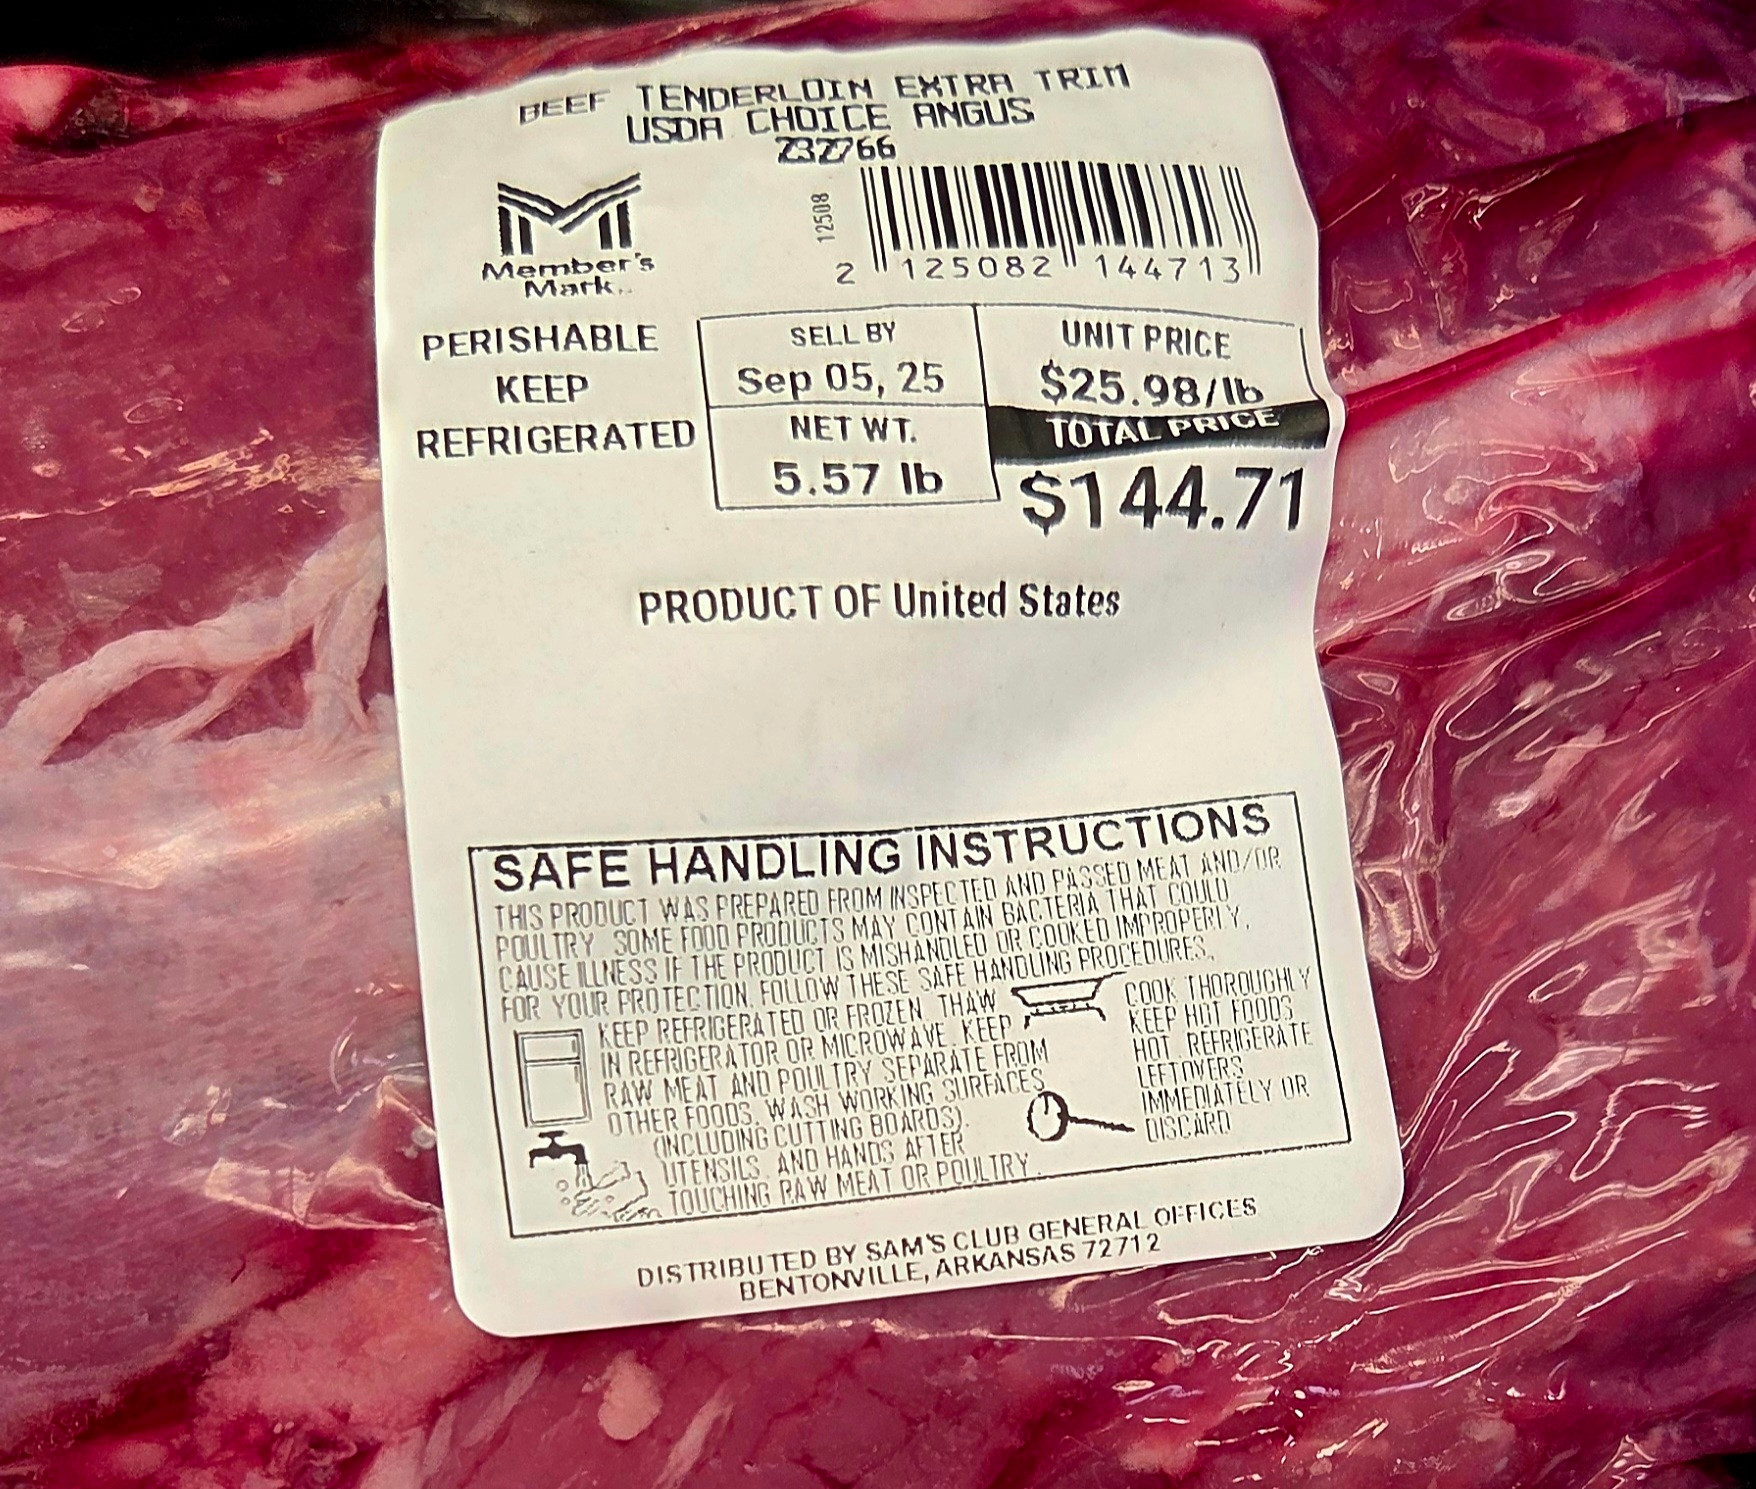 BEEF TENDERLOIN EXTRA TRIM
USDA CHOICE ANGUS
232766
Member's
Mark™
12508
2 125082 144713
PERISHABLE
KEEP
REFRIGERATED
SELL BY
Sep 05, 25
UNIT PRICE
$25.98/lb
NET WT.
5.57 lb
TOTAL PRICE
$144.71
PRODUCT OF United States
SAFE HANDLING INSTRUCTIONS
THIS PRODUCT WAS PREPARED FROM INSPECTED AND PASSED MEAT AND/OR
POULTRY. SOME FOOD PRODUCTS MAY CONTAIN BACTERIA THAT COULD
CAUSE ILLNESS IF THE PRODUCT IS MISHANDLED OR COOKED IMPROPERLY.
FOR YOUR PROTECTION, FOLLOW THESE SAFE HANDLING PROCEDURES.
KEEP REFRIGERATED OR FROZEN. THAW
IN REFRIGERATOR OR MICROWAVE. KEEP
RAW MEAT AND POULTRY SEPARATE FROM
OTHER FOODS. WASH WORKING SURFACES
(INCLUDING CUTTING BOARDS),
UTENSILS, AND HANDS AFTER
TOUCHING RAW MEAT OR POULTRY.
COOK THOROUGHLY
KEEP HOT FOODS
HOT. REFRIGERATE
LEFTOVERS
IMMEDIATELY OR
DISCARD
DISTRIBUTED BY SAM'S CLUB GENERAL OFFICES
BENTONVILLE, ARKANSAS 72712